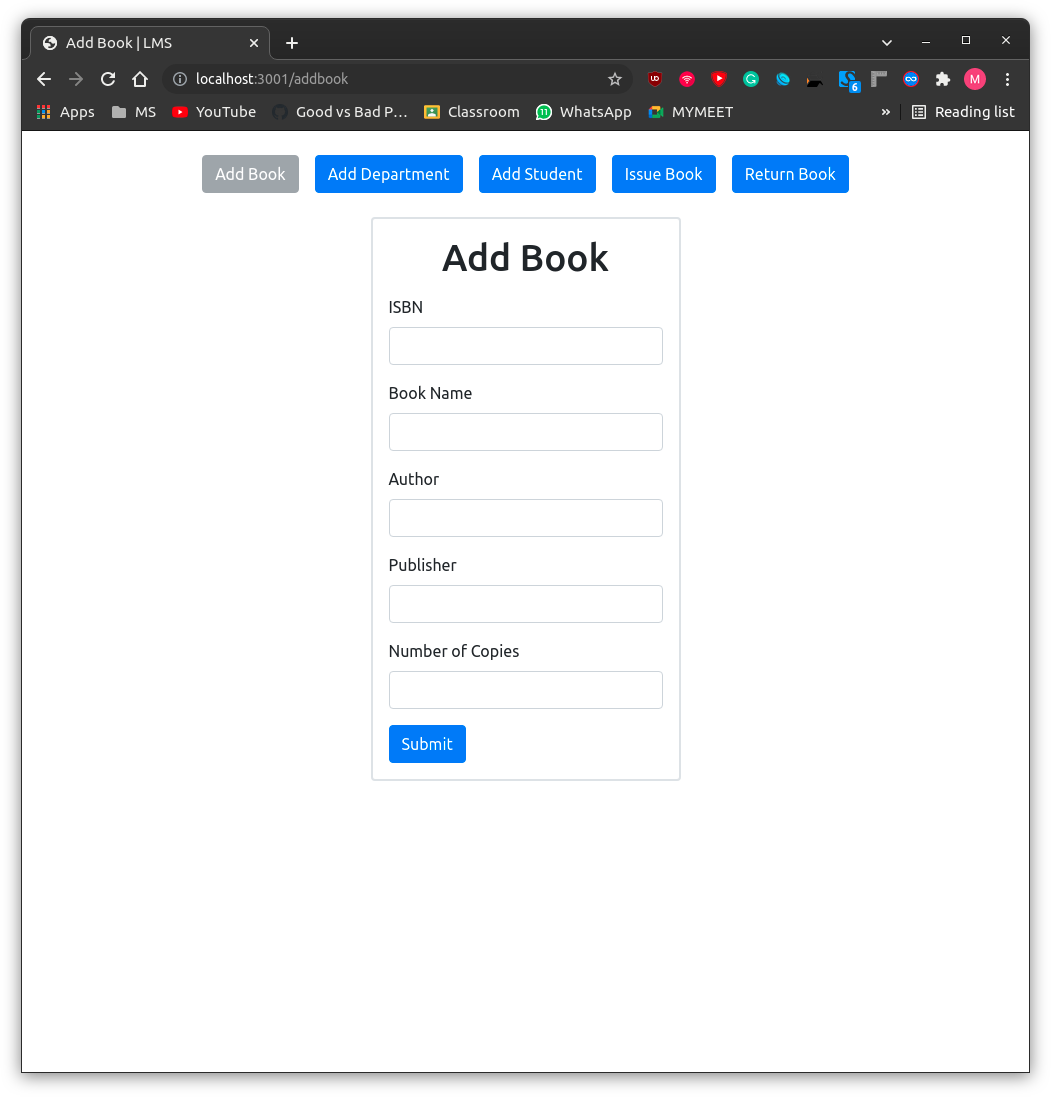 Add Book | LMS
localhost:3001/addbook
6
M
Apps MS YouTube Good vs Bad P… Classroom 11 WhatsApp MYMEET » Reading list
Add Book Add Department Add Student Issue Book Return Book
Add Book
ISBN
Book Name
Author
Publisher
Number of Copies
Submit